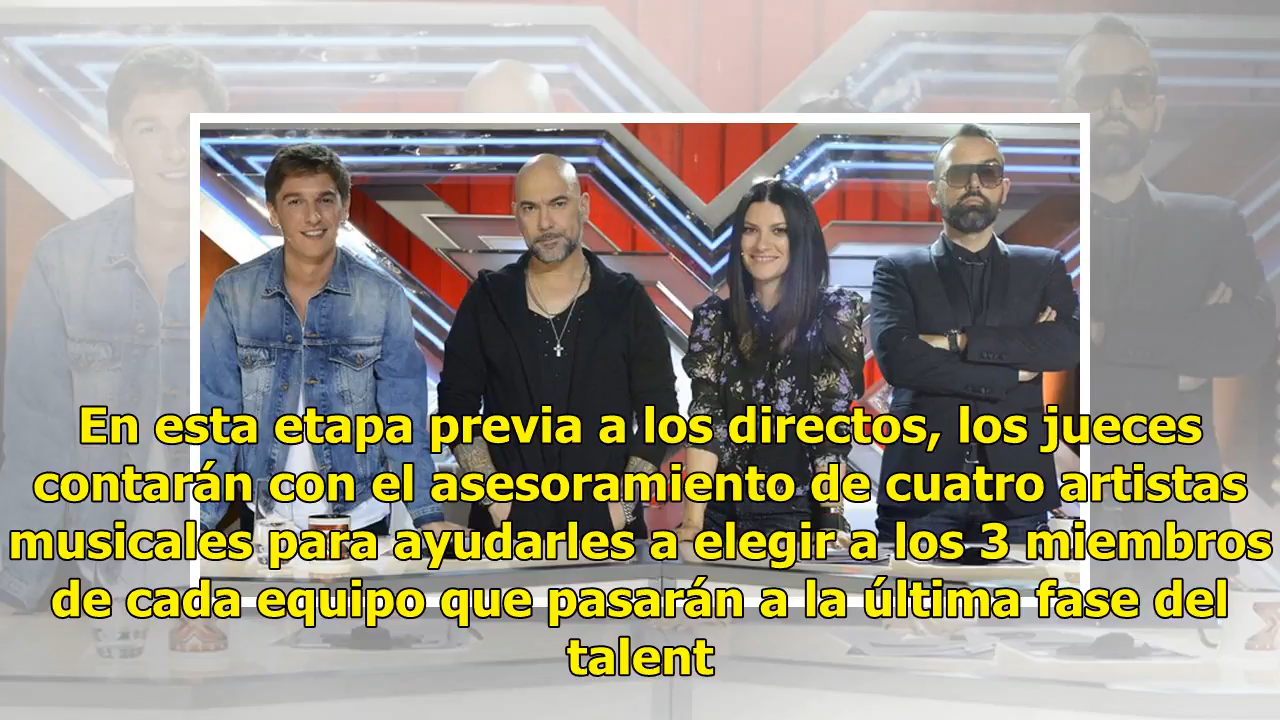 En esta etapa previa a los directos, los jueces
contarán con el asesoramiento de cuatro artistas
musicales para ayudarles a elegir a los 3 miembros
de cada equipo que pasarán a la última fase del
talent